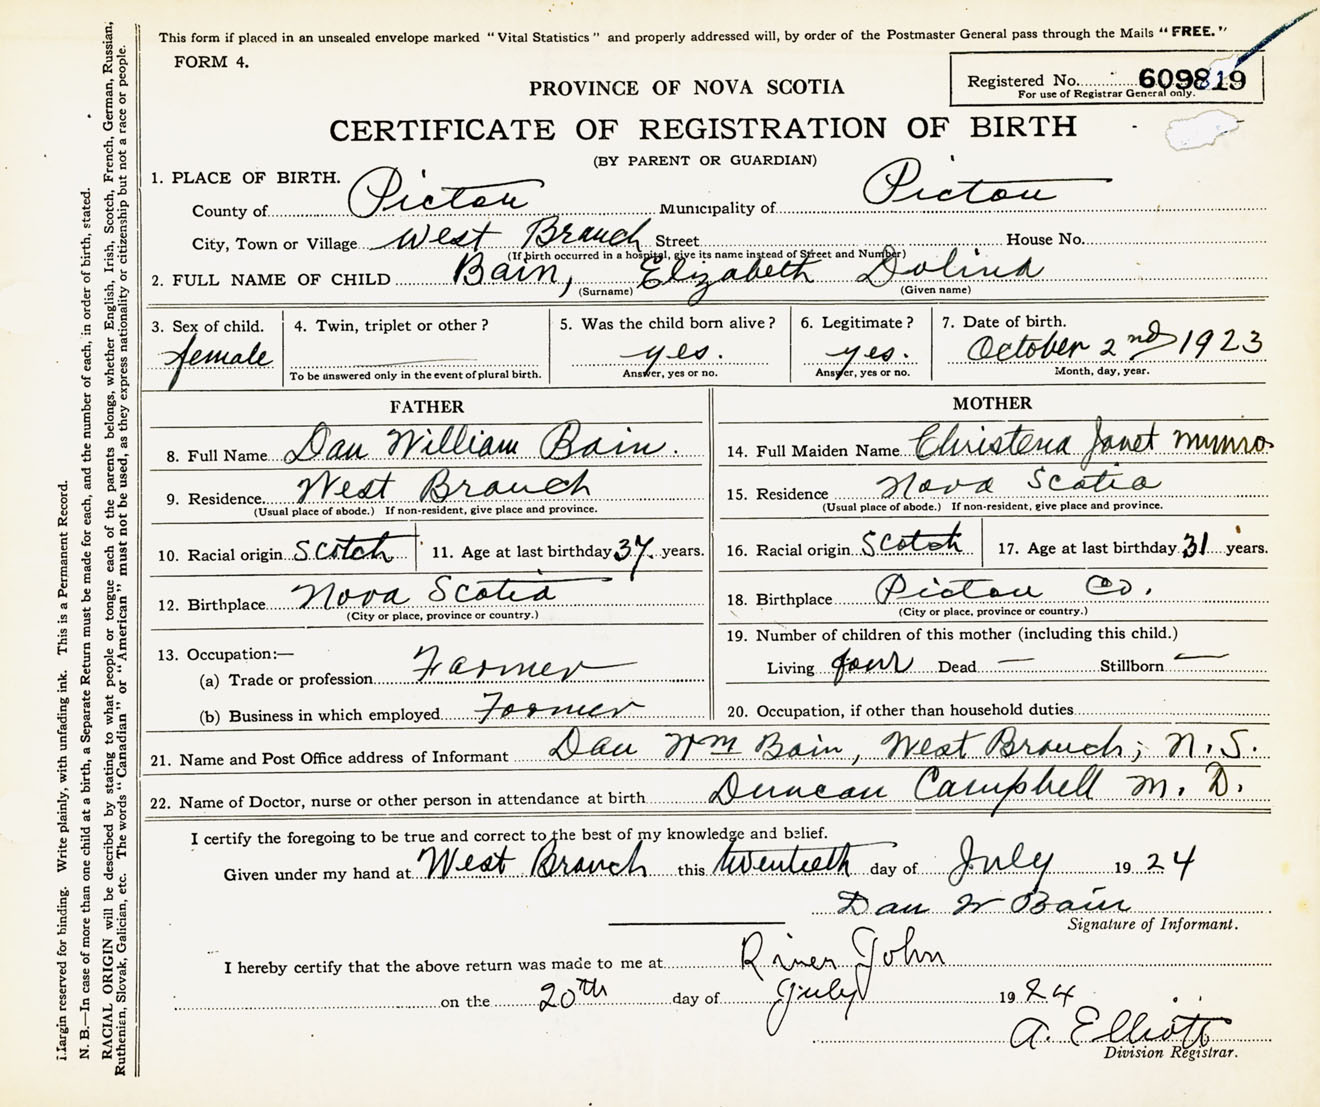 This form if placed in an unsealed envelope marked "Vital Statistics" and properly addressed will, by order of the Postmaster General pass through the Mails "FREE."
FORM 4.
Registered No. 609819
For use of Registrar General only.
PROVINCE OF NOVA SCOTIA
CERTIFICATE OF REGISTRATION OF BIRTH
(BY PARENT OR GUARDIAN)
1. PLACE OF BIRTH.
County of Pictou Municipality of Pictou
City, Town or Village West Branch Street House No.
(If birth occurred in a hospital, give its name instead of Street and Number)
2. FULL NAME OF CHILD Bain, Elizabeth Dolina
(Surname) (Given name)
3. Sex of child. 4. Twin, triplet or other? 5. Was the child born alive? 6. Legitimate? 7. Date of birth.
female yes. yes. October 2nd 1923
To be answered only in the event of plural birth. Answer, yes or no. Answer, yes or no. Month, day, year.
FATHER
8. Full Name Dan William Bain.
9. Residence. West Branch
(Usual place of abode.) If non-resident, give place and province.
10. Racial origin Scotch 11. Age at last birthday 37 years.
12. Birthplace Nova Scotia
(City or place, province or country.)
13. Occupation:—
(a) Trade or profession Farmer
(b) Business in which employed Farmer
MOTHER
14. Full Maiden Name Christena Janet Munro
15. Residence Nova Scotia
(Usual place of abode.) If non-resident, give place and province.
16. Racial origin Scotch 17. Age at last birthday 31 years.
18. Birthplace Pictou Co.
(City or place, province or country.)
19. Number of children of this mother (including this child.)
Living four Dead — Stillborn —
20. Occupation, if other than household duties
21. Name and Post Office address of Informant Dan Wm Bain, West Branch; N.S.
22. Name of Doctor, nurse or other person in attendance at birth Duncan Campbell M. D.
I certify the foregoing to be true and correct to the best of my knowledge and belief.
Given under my hand at West Branch this twentieth day of July 1924
Dan W Bain
Signature of Informant.
I hereby certify that the above return was made to me at River John
on the 20th day of July 1924
A. Elliott
Division Registrar.
Margin reserved for binding. Write plainly, with unfading ink. This is a Permanent Record.
N. B.—In case of more than one child at a birth, a Separate Return must be made for each, and the number of each, in order of birth, stated.
RACIAL ORIGIN will be described by stating to what people or tongue each of the parents belongs, whether English, Irish, Scotch, French, German, Russian,
Ruthenian, Slovak, Galician, etc. The words "Canadian" or "American" must not be used, as they express nationality or citizenship but not a race or people.